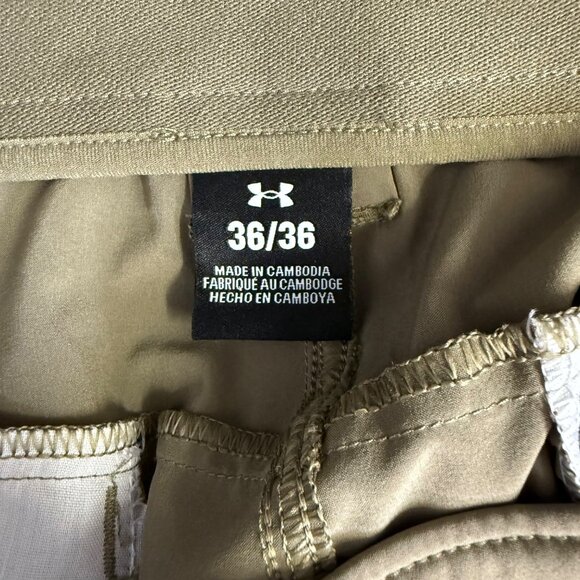 36/36
MADE IN CAMBODIA
FABRIQUÉ AU CAMBODGE
HECHO EN CAMBOYA